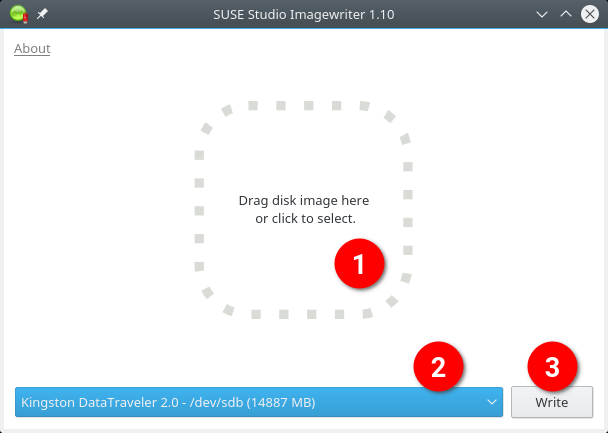 SUSE Studio Imagewriter 1.10
About
Drag disk image here
or click to select.
1
2
3
Kingston DataTraveler 2.0 - /dev/sdb (14887 MB)
Write